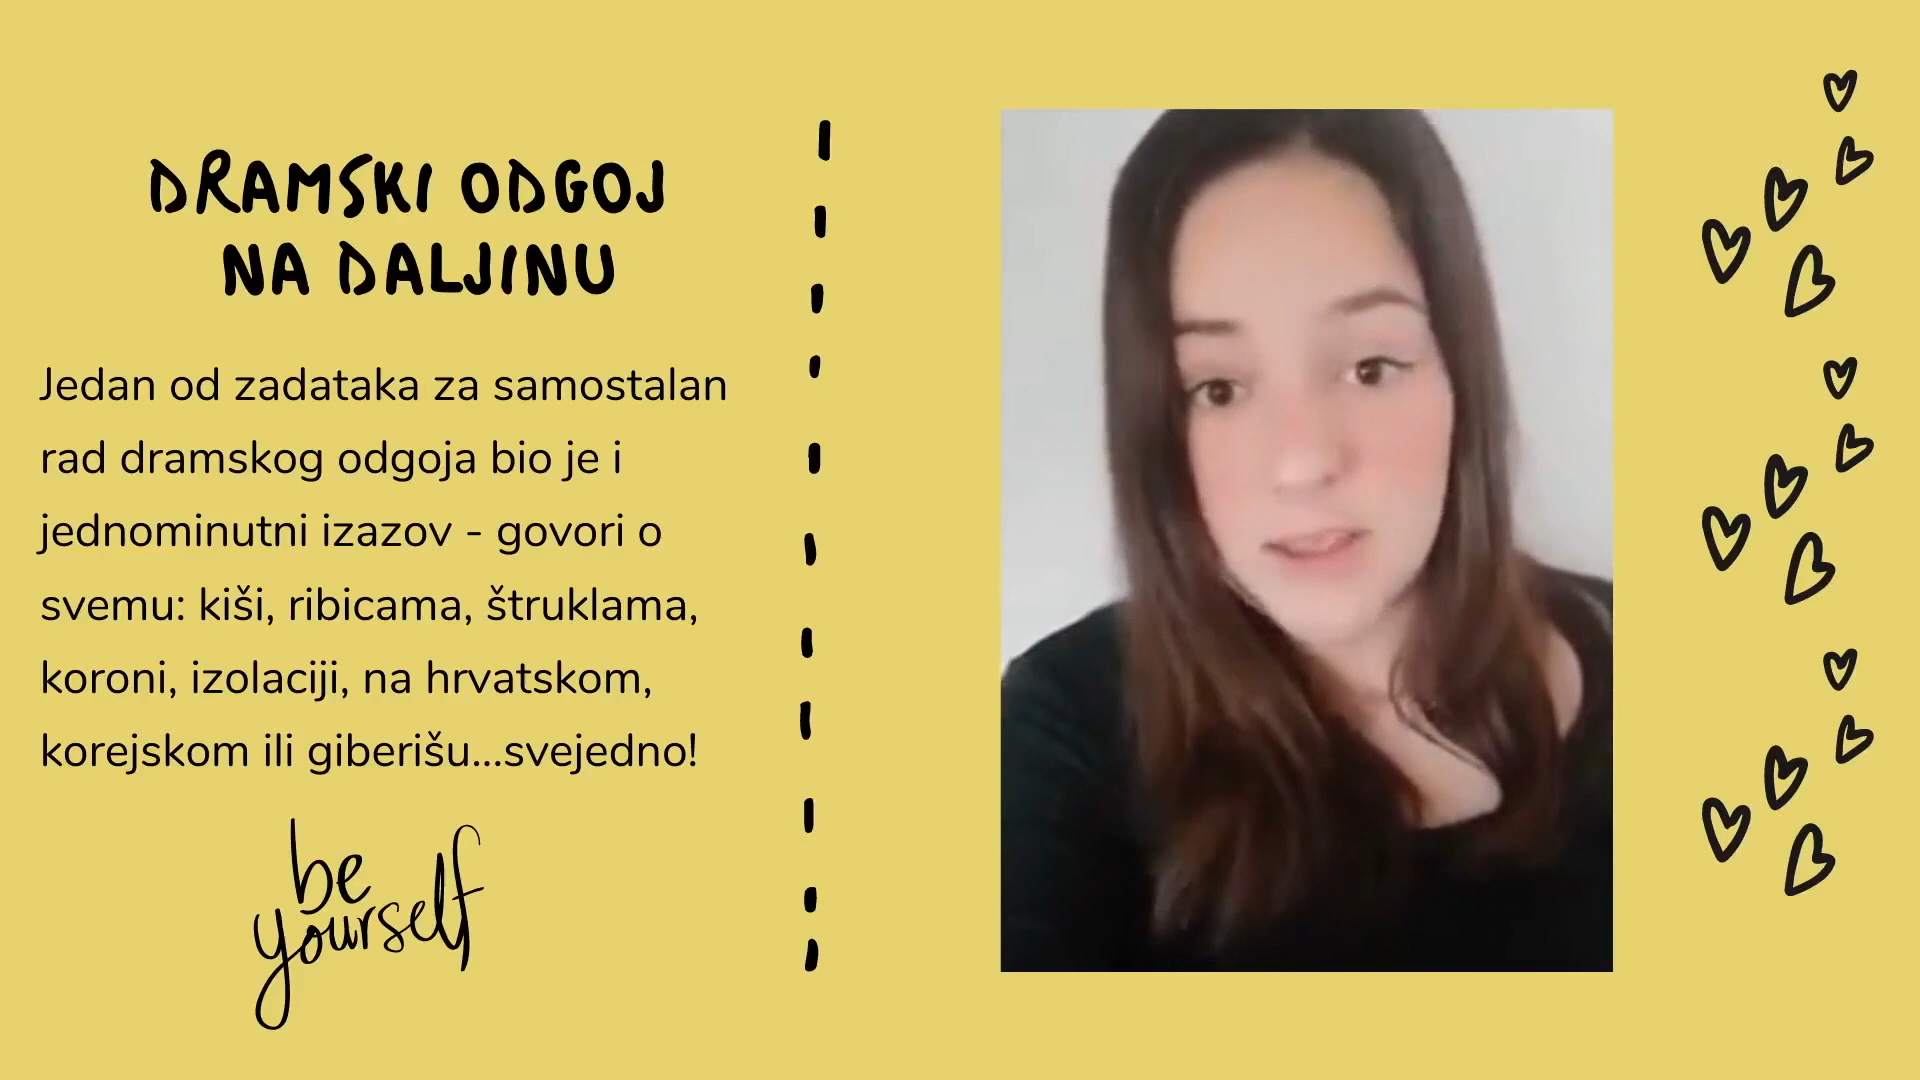 DRAMSKI ODGOJ
NA DALJINU
Jedan od zadataka za samostalan
rad dramskog odgoja bio je i
jednominutni izazov - govori o
svemu: kiši, ribicama, štruklama,
koroni, izolaciji, na hrvatskom,
korejskom ili giberišu...svejedno!
be
yourself